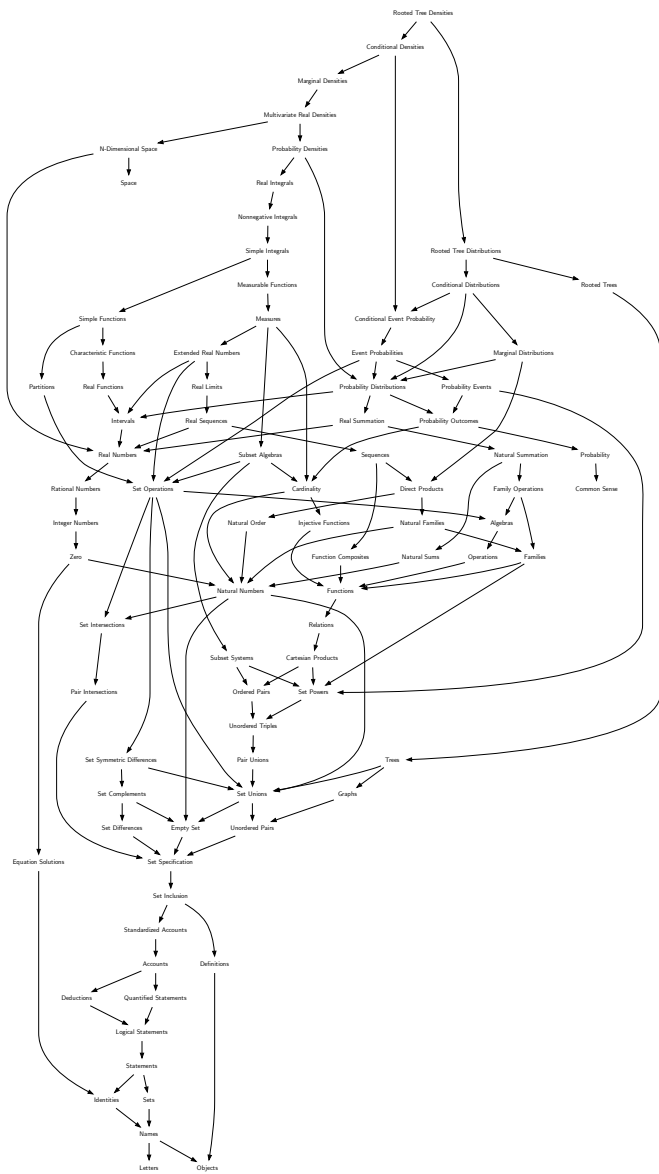 Rooted Tree Densities
Conditional Densities
Marginal Densities
Multivariate Real Densities
N-Dimensional Space
Probability Densities
Space
Real Integrals
Nonnegative Integrals
Simple Integrals
Rooted Tree Distributions
Measurable Functions
Conditional Distributions
Rooted Trees
Simple Functions
Measures
Conditional Event Probability
Characteristic Functions
Extended Real Numbers
Event Probabilities
Marginal Distributions
Partitions
Real Functions
Real Limits
Probability Distributions
Probability Events
Intervals
Real Sequences
Real Summation
Probability Outcomes
Real Numbers
Subset Algebras
Sequences
Natural Summation
Probability
Rational Numbers
Set Operations
Cardinality
Direct Products
Family Operations
Common Sense
Integer Numbers
Natural Order
Injective Functions
Natural Families
Algebras
Zero
Function Composites
Natural Sums
Operations
Families
Natural Numbers
Functions
Set Intersections
Relations
Subset Systems
Cartesian Products
Pair Intersections
Ordered Pairs
Set Powers
Unordered Triples
Set Symmetric Differences
Pair Unions
Trees
Set Complements
Set Unions
Graphs
Set Differences
Empty Set
Unordered Pairs
Equation Solutions
Set Specification
Set Inclusion
Standardized Accounts
Accounts
Definitions
Deductions
Quantified Statements
Logical Statements
Statements
Identities
Sets
Names
Letters
Objects